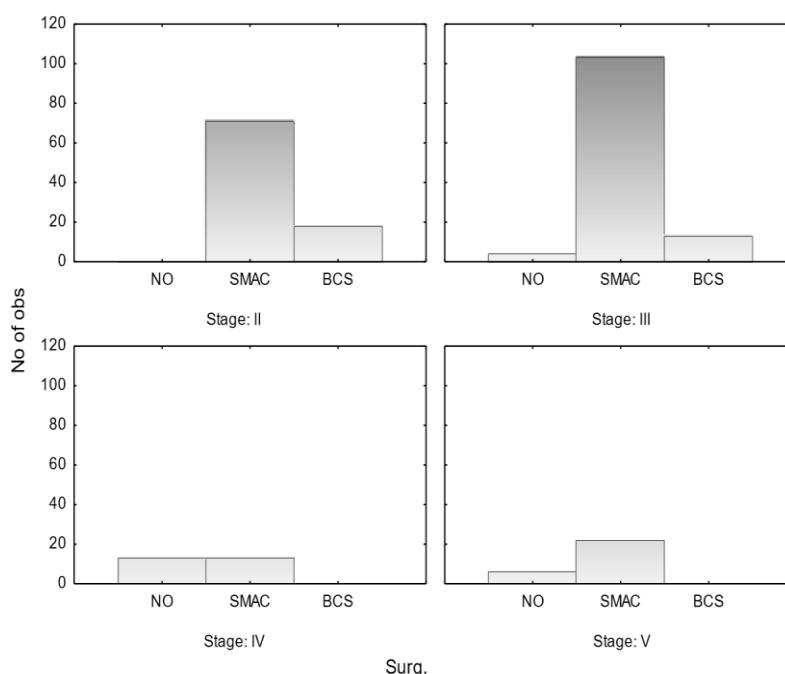 120
100
80
60
40
20
0
NO SMAC BCS
Stage: II
NO SMAC BCS
Stage: III
No of obs
120
100
80
60
40
20
0
NO SMAC BCS
Stage: IV
NO SMAC BCS
Stage: V
Surg.